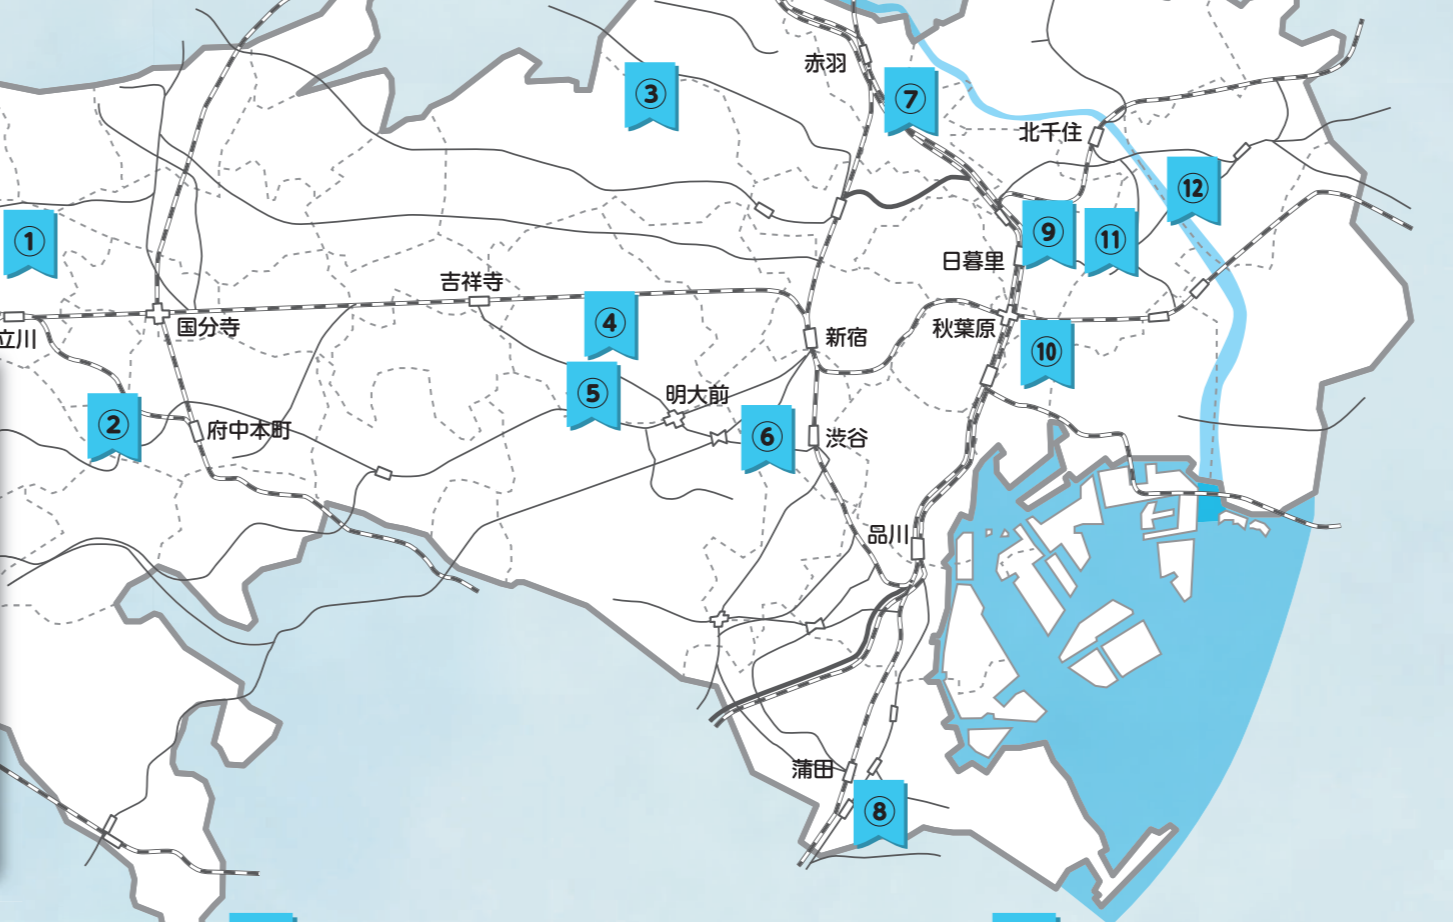 赤羽
③
⑦
北千住
⑫
①
⑨
⑪
日暮里
吉祥寺
立川
国分寺
④
新宿
秋葉原
⑩
⑤
明大前
②
府中本町
⑥
渋谷
品川
蒲田
⑧